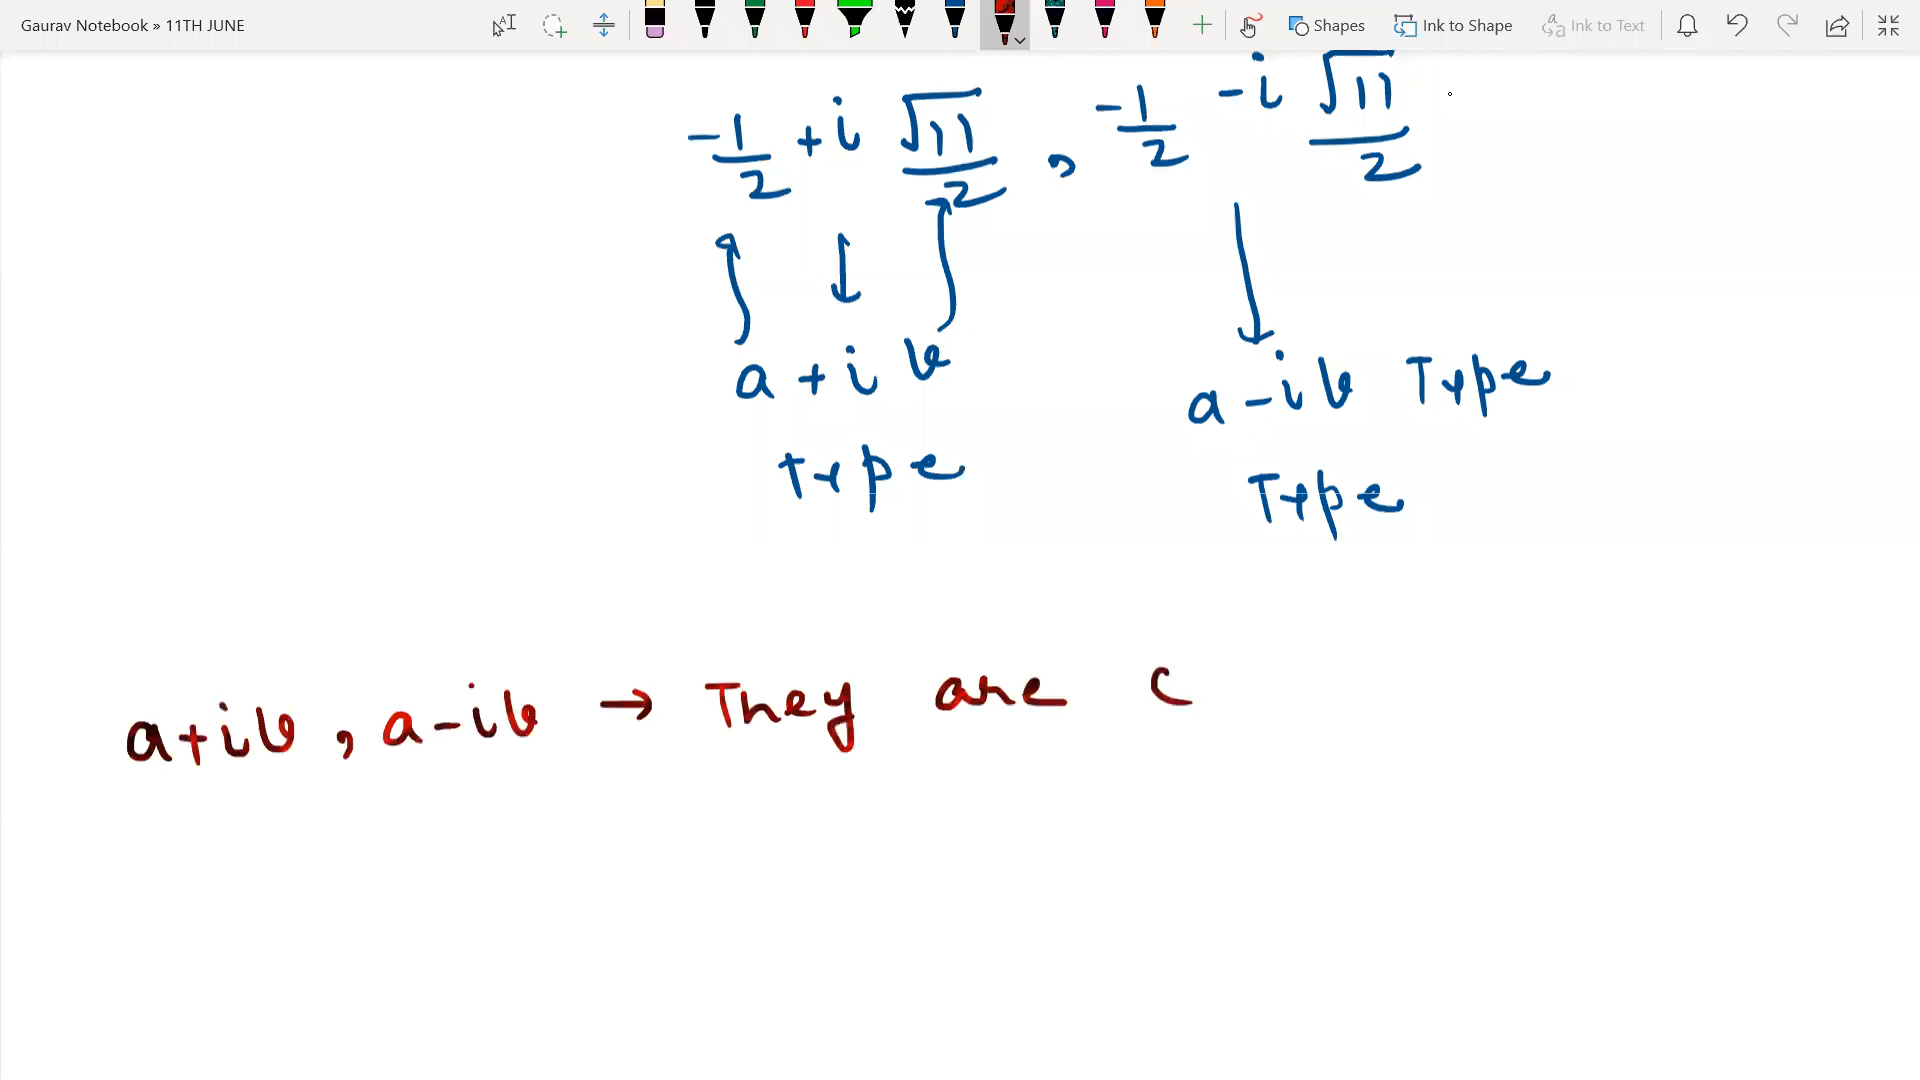 Gaurav Notebook » 11TH JUNE
Shapes
Ink to Shape
Ink to Text
-1/2 + i √11/2 , -1/2 - i √11/2
a + i b
a - i b Type
Type
Type
a+ib , a-ib → They are C